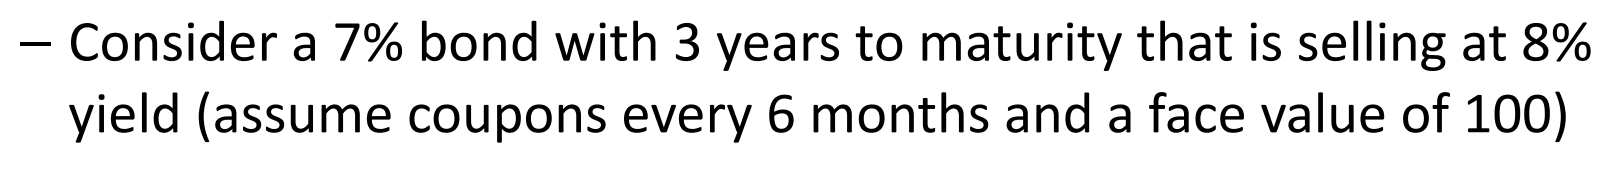 – Consider a 7% bond with 3 years to maturity that is selling at 8%
yield (assume coupons every 6 months and a face value of 100)